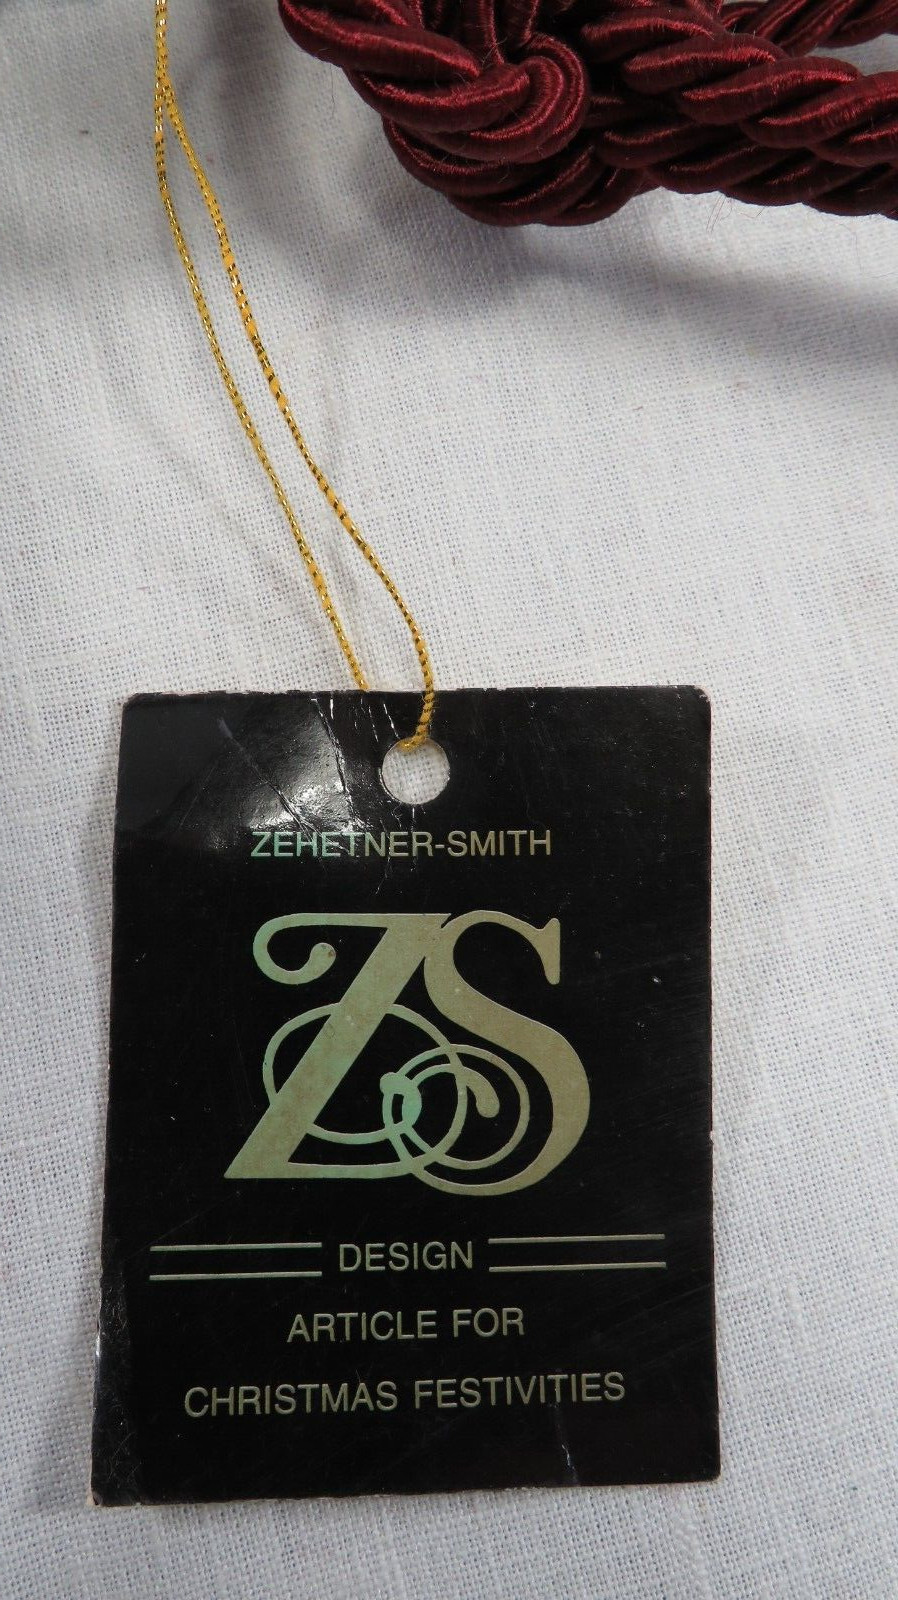 ZEHETNER-SMITH
ZS
DESIGN
ARTICLE FOR
CHRISTMAS FESTIVITIES